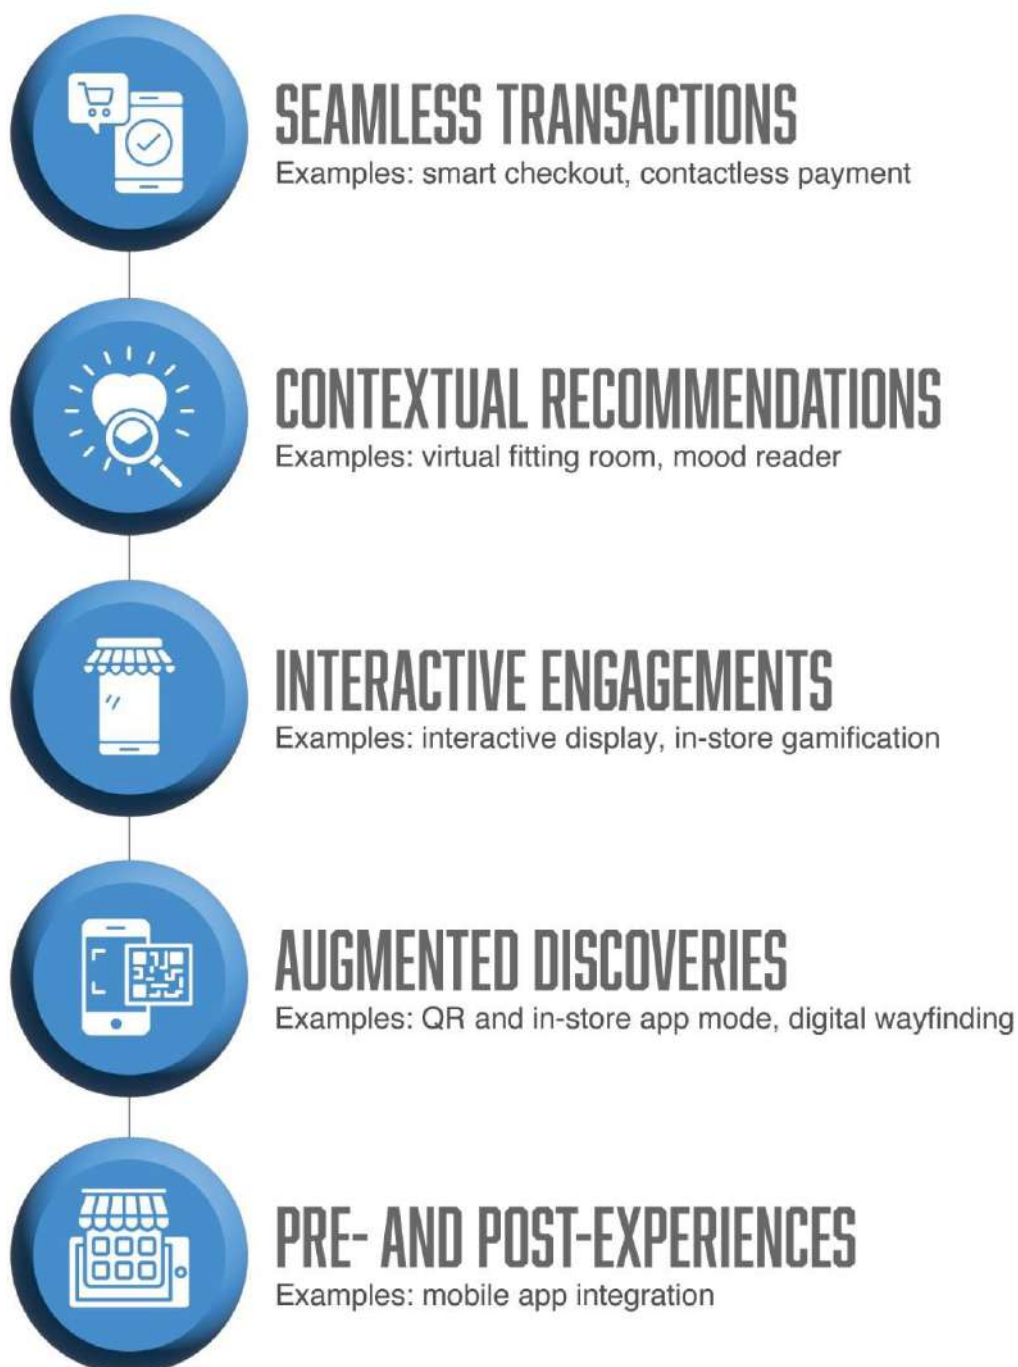 SEAMLESS TRANSACTIONS
Examples: smart checkout, contactless payment
CONTEXTUAL RECOMMENDATIONS
Examples: virtual fitting room, mood reader
INTERACTIVE ENGAGEMENTS
Examples: interactive display, in-store gamification
AUGMENTED DISCOVERIES
Examples: QR and in-store app mode, digital wayfinding
PRE- AND POST-EXPERIENCES
Examples: mobile app integration